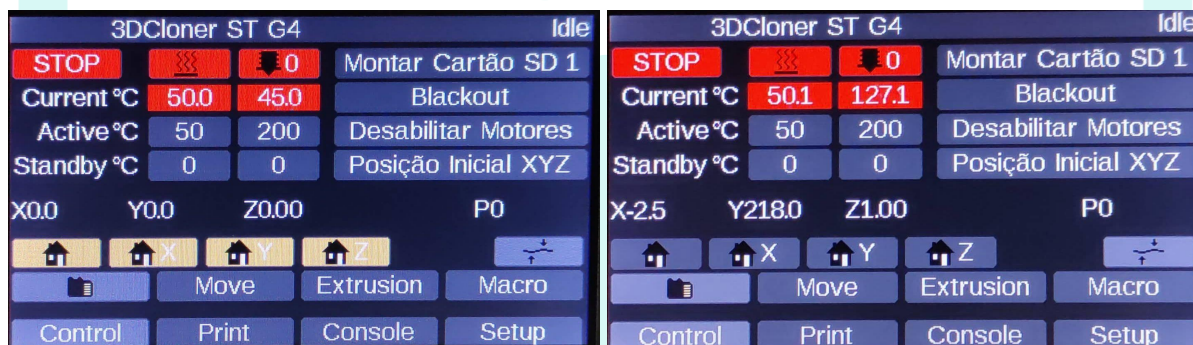 3DCloner ST G4 Idle
STOP 0 Montar Cartão SD 1
Current °C 50.0 45.0 Blackout
Active °C 50 200 Desabilitar Motores
Standby °C 0 0 Posição Inicial XYZ
X0.0 Y0.0 Z0.00 P0
X Y Z
Move Extrusion Macro
Control Print Console Setup
3DCloner ST G4 Idle
STOP 0 Montar Cartão SD 1
Current °C 50.1 127.1 Blackout
Active °C 50 200 Desabilitar Motores
Standby °C 0 0 Posição Inicial XYZ
X-2.5 Y218.0 Z1.00 P0
X Y Z
Move Extrusion Macro
Control Print Console Setup